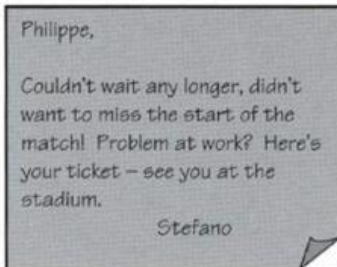 Philippe,
Couldn't wait any longer, didn't
want to miss the start of the
match! Problem at work? Here's
your ticket – see you at the
stadium.
Stefano